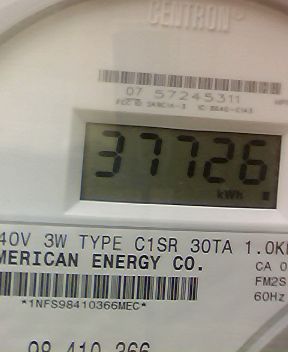 CENTRON®
07 57245311
37726
kWh
40V 3W TYPE C1SR 30TA 1.0K
MERICAN ENERGY CO.
CA 0
FM2S
60Hz
*1NFS98410366MEC*
98 410 366